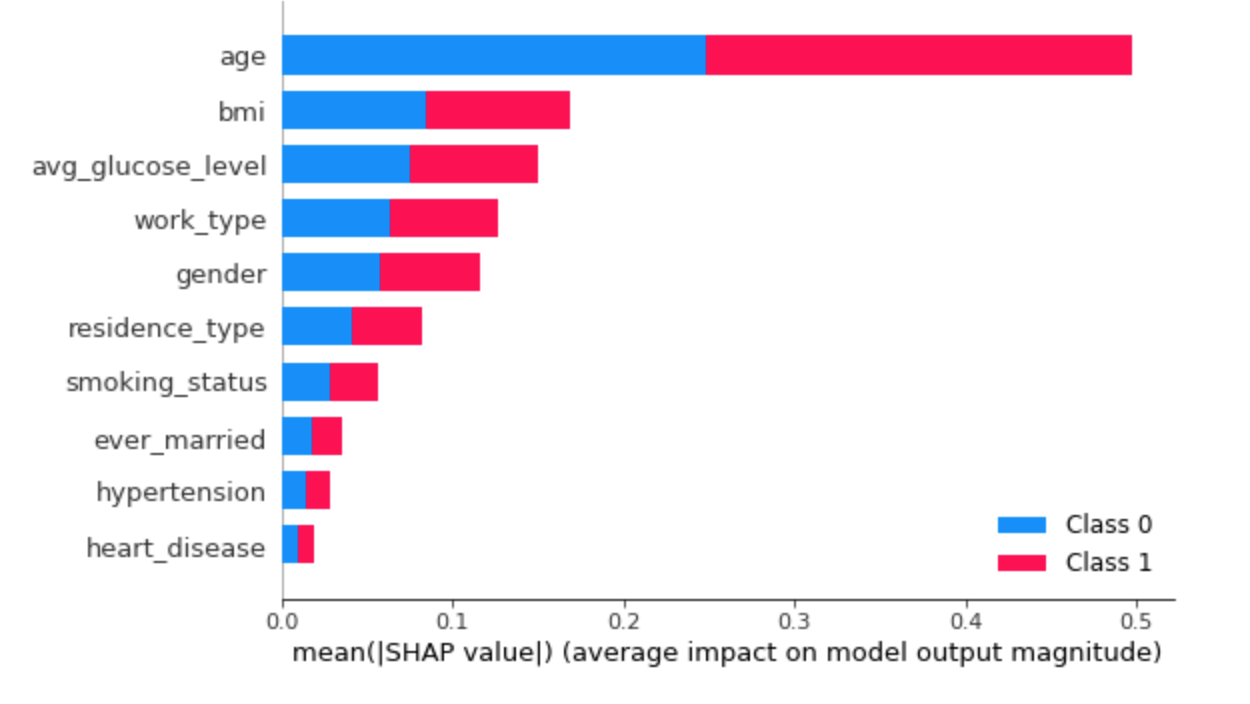 age
bmi
avg_glucose_level
work_type
gender
residence_type
smoking_status
ever_married
hypertension
heart_disease
Class 0
Class 1
0.0 0.1 0.2 0.3 0.4 0.5
mean(|SHAP value|) (average impact on model output magnitude)